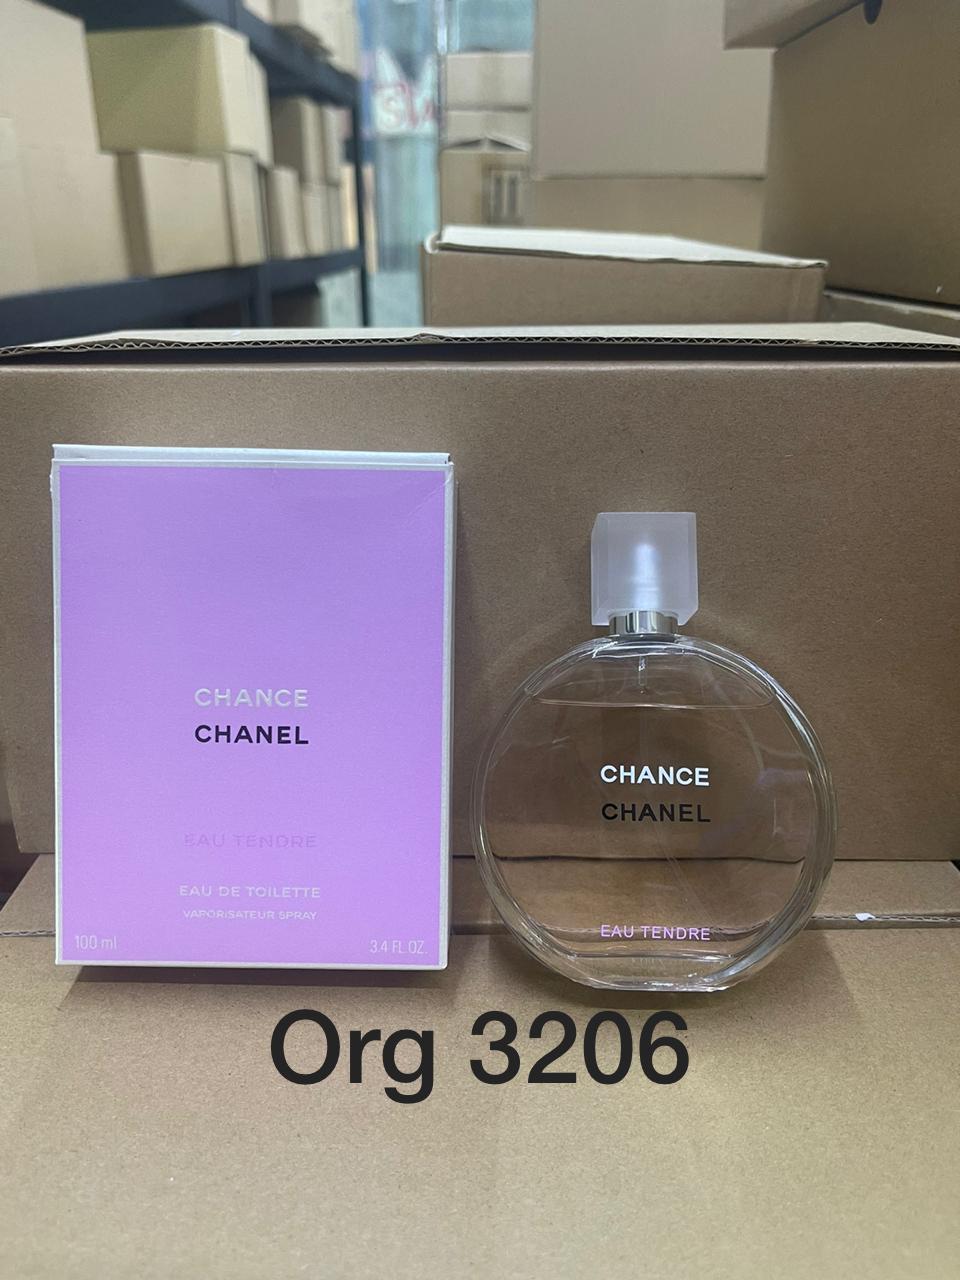 CHANCE
CHANEL
EAU TENDRE
EAU DE TOILETTE
VAPORISATEUR SPRAY
100 ml
3.4 FL.OZ.
CHANCE
CHANEL
EAU TENDRE
Org 3206